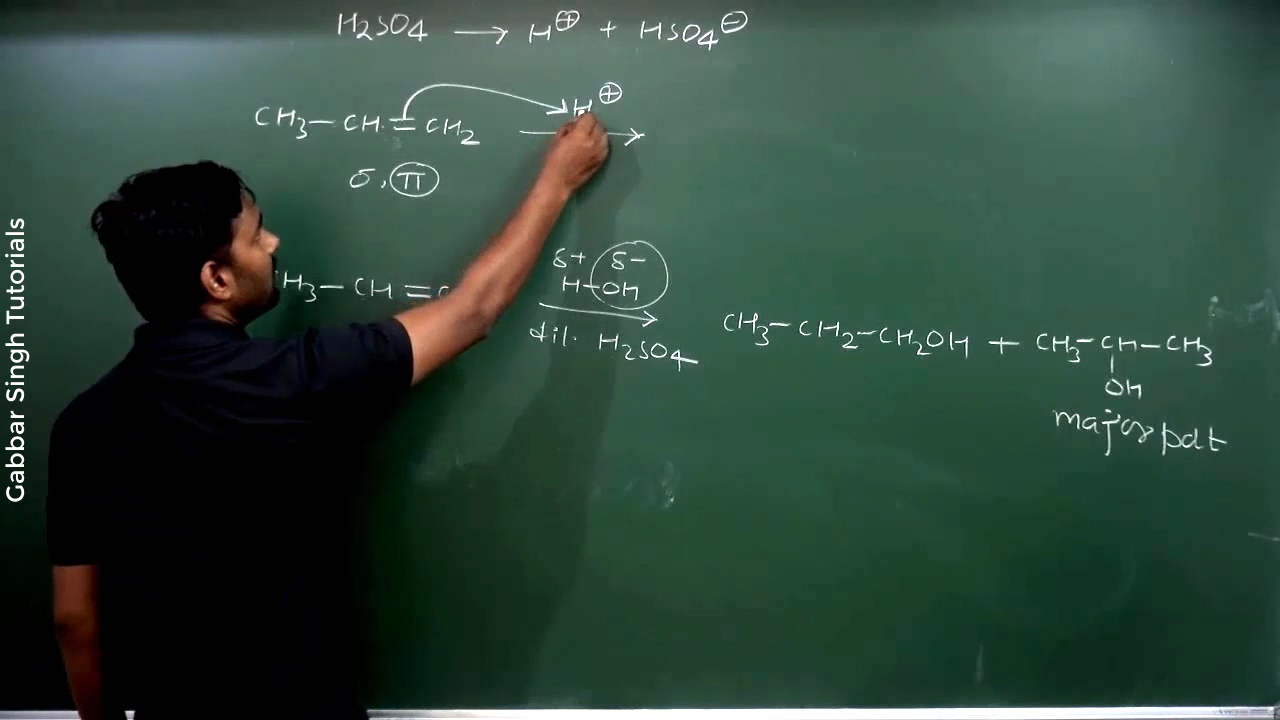 H2SO4 → H⊕ + HSO4⊖
CH3–CH=CH2 H⊕ →
σ, π
H3–CH=C
δ+ δ–
H–OH
→
dil. H2SO4
CH3–CH2–CH2OH + CH3–CH–CH3
OH
major pdt
Gabbar Singh Tutorials